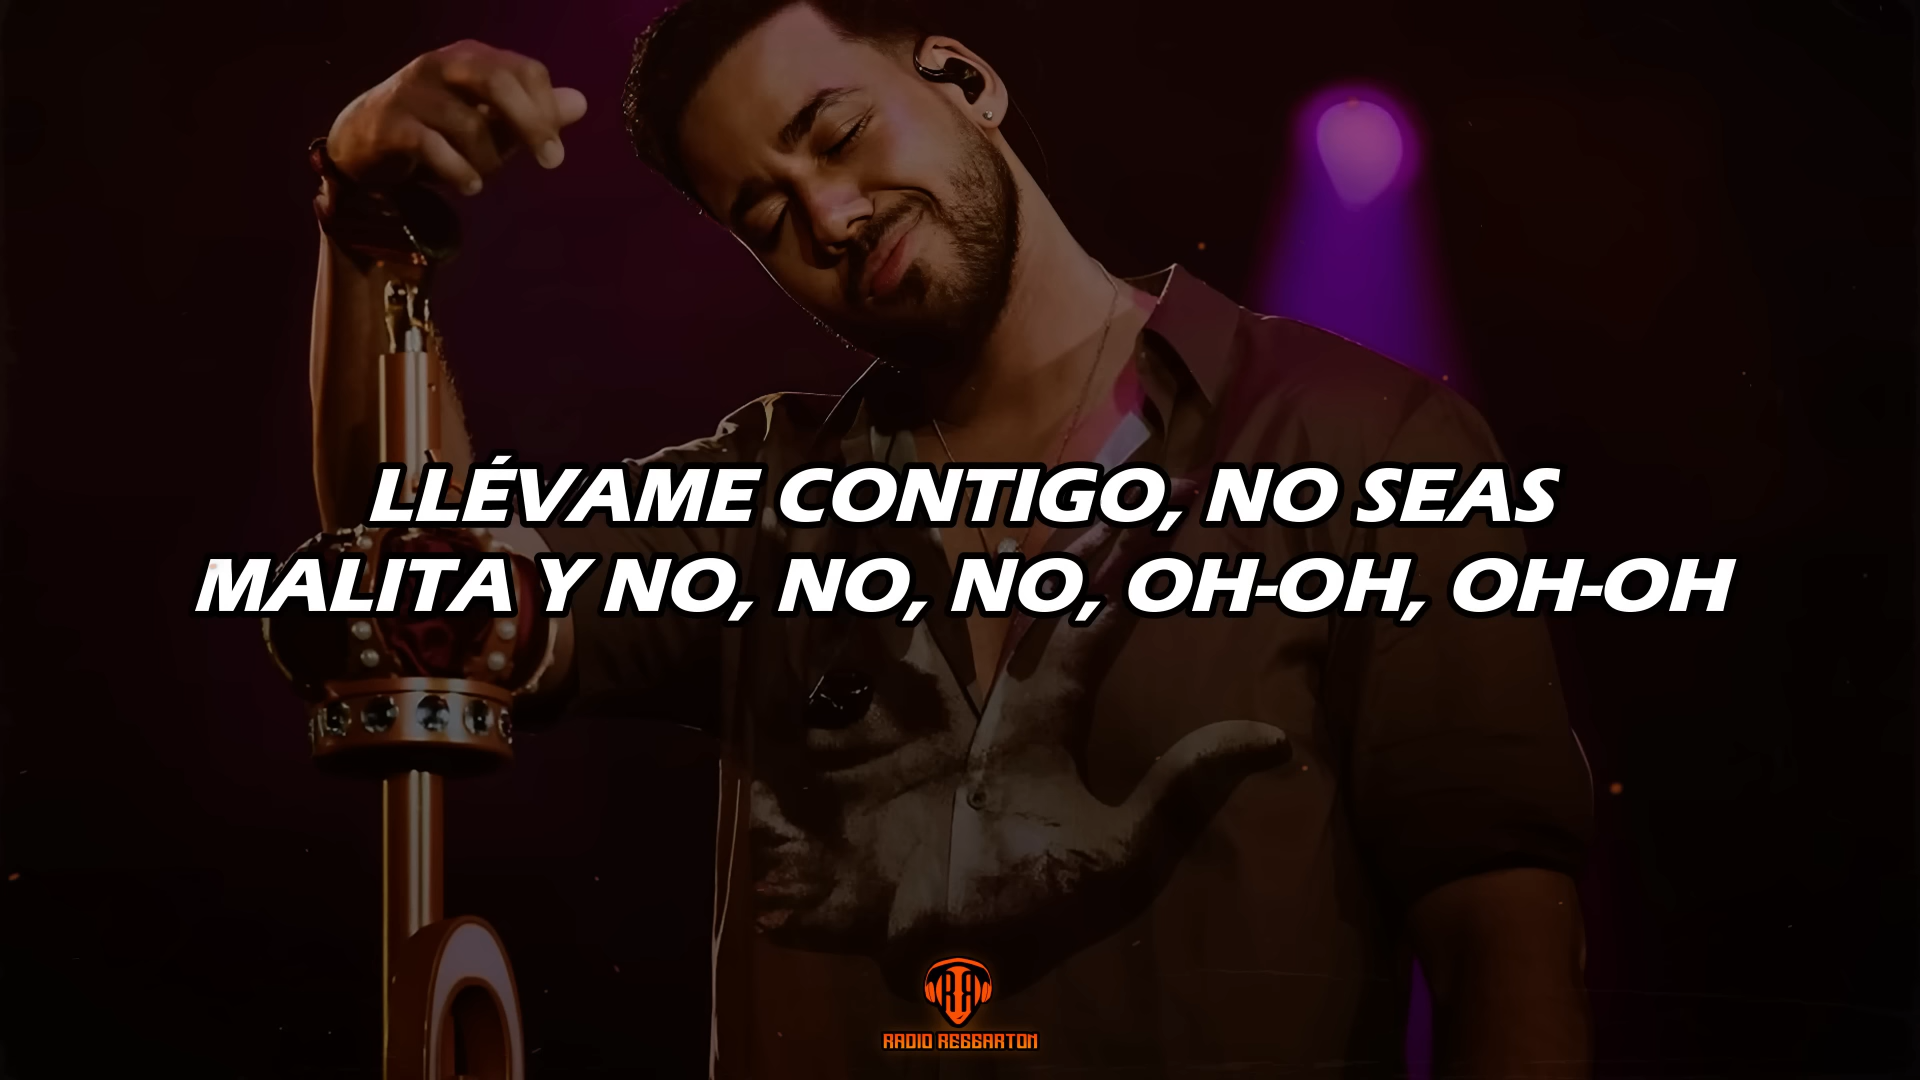 LLÉVAME CONTIGO, NO SEAS
MALITA Y NO, NO, NO, OH-OH, OH-OH
RADIO REGGAETON